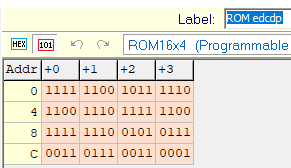 Label: ROM edcdp
HEX 101 ROM16x4 (Programmable
Addr +0 +1 +2 +3
0 1111 1100 1011 1110
4 1100 1110 1111 1100
8 1111 1110 0101 0111
C 0011 0111 0011 0001